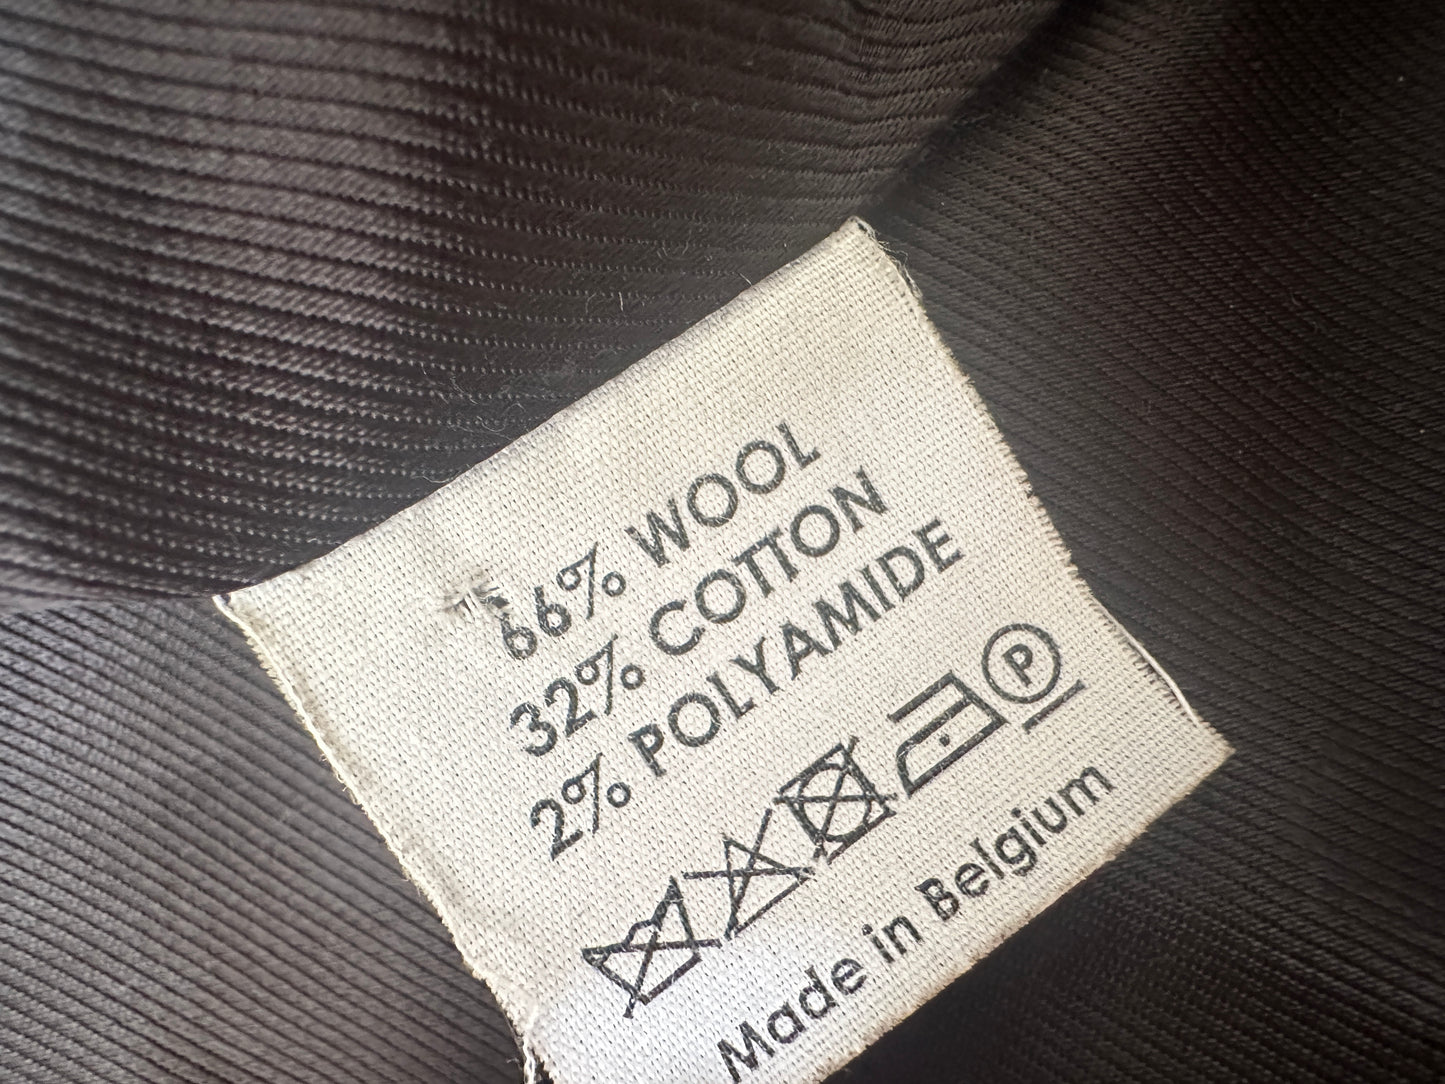 66% WOOL
32% COTTON
2% POLYAMIDE
P
Made in Belgium